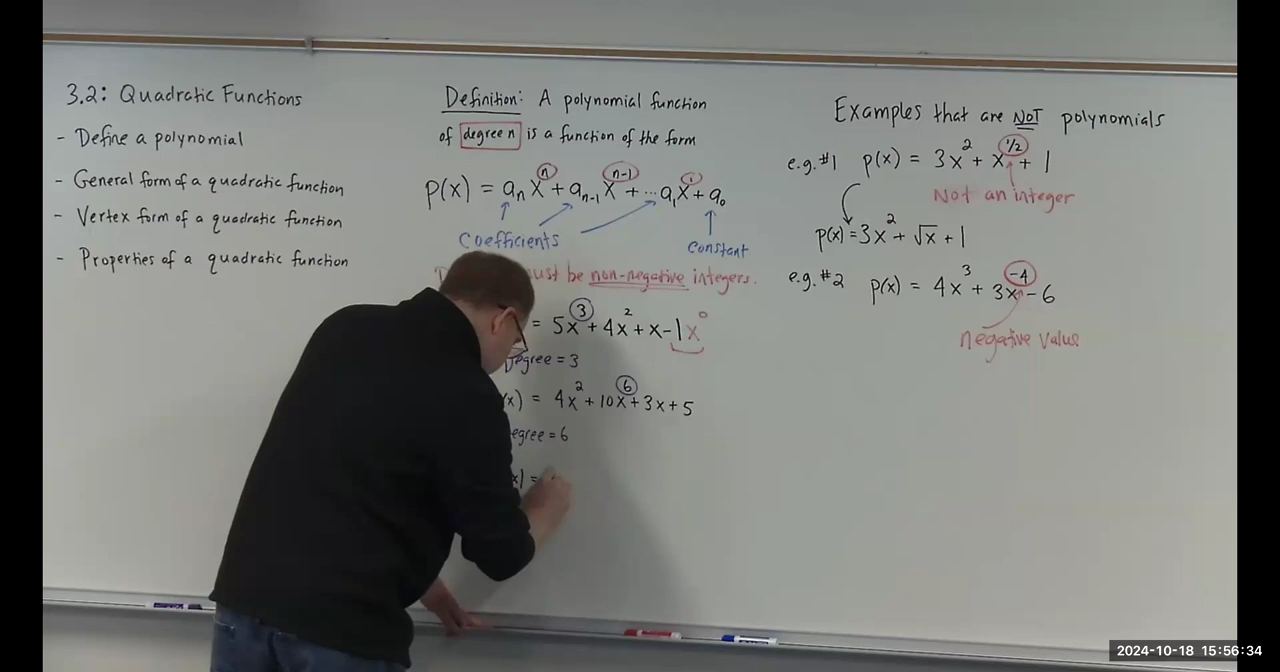 3.2: Quadratic Functions
- Define a polynomial
- General form of a quadratic function
- Vertex form of a quadratic function
- Properties of a quadratic function
Definition: A polynomial function
of degree n is a function of the form
p(x) = aₙxⁿ + aₙ₋₁xⁿ⁻¹ + ... a₁x¹ + a₀
Coefficients
Constant
must be non-negative integers.
= 5x³ + 4x² + x - 1x⁰
Degree = 3
(x) = 4x² + 10x⁶ + 3x + 5
egree = 6
x) =
Examples that are NOT polynomials
e.g. #1 p(x) = 3x² + x^(1/2) + 1
Not an integer
p(x) = 3x² + √x + 1
e.g. #2 p(x) = 4x³ + 3x⁻⁴ - 6
negative value
2024-10-18 15:56:34